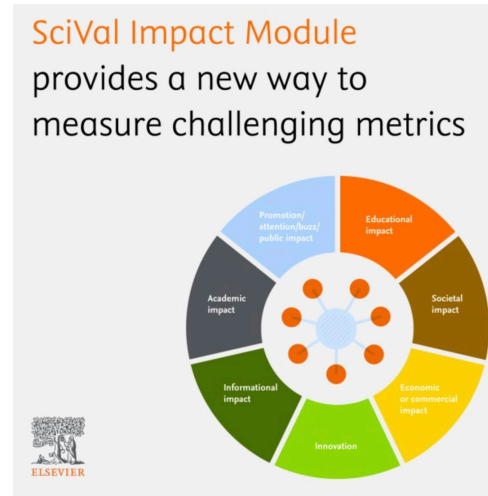 SciVal Impact Module
provides a new way to
measure challenging metrics
Promotion/
attention/buzz/
public impact
Educational
impact
Academic
impact
Societal
impact
Informational
impact
Economic
or commercial
impact
Innovation
ELSEVIER